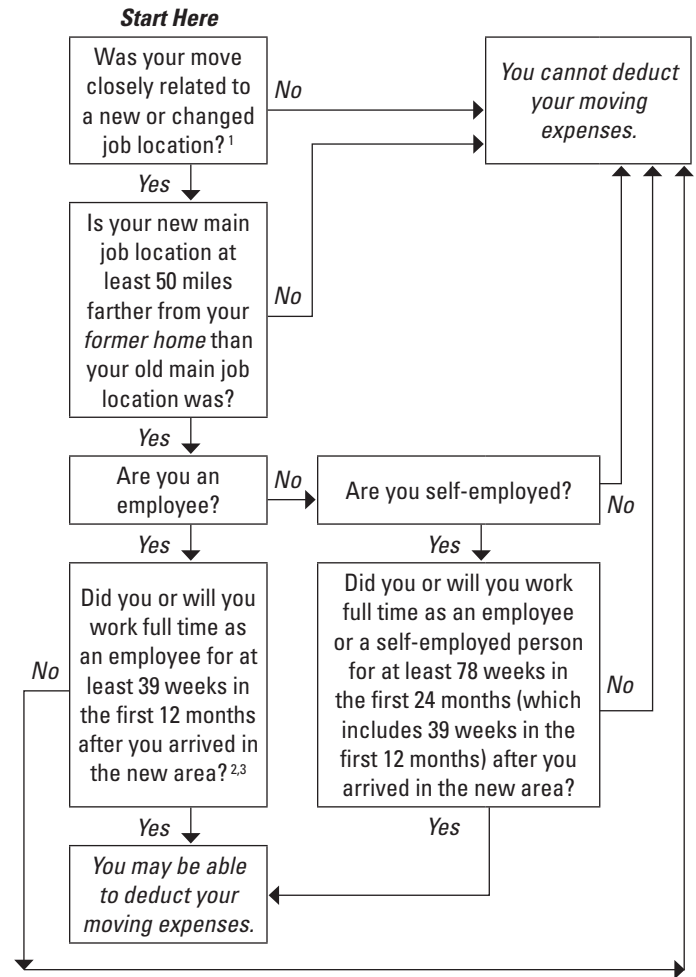 Start Here
Was your move
closely related to
a new or changed
job location? 1
No
You cannot deduct
your moving
expenses.
Yes
Is your new main
job location at
least 50 miles
farther from your
former home than
your old main job
location was?
No
Yes
Are you an
employee?
No
Are you self-employed?
No
Yes
Yes
Did you or will you
work full time as
an employee for at
least 39 weeks in
the first 12 months
after you arrived in
the new area? 2,3
No
Did you or will you work
full time as an employee
or a self-employed person
for at least 78 weeks in
the first 24 months (which
includes 39 weeks in the
first 12 months) after you
arrived in the new area?
No
Yes
Yes
You may be able
to deduct your
moving expenses.